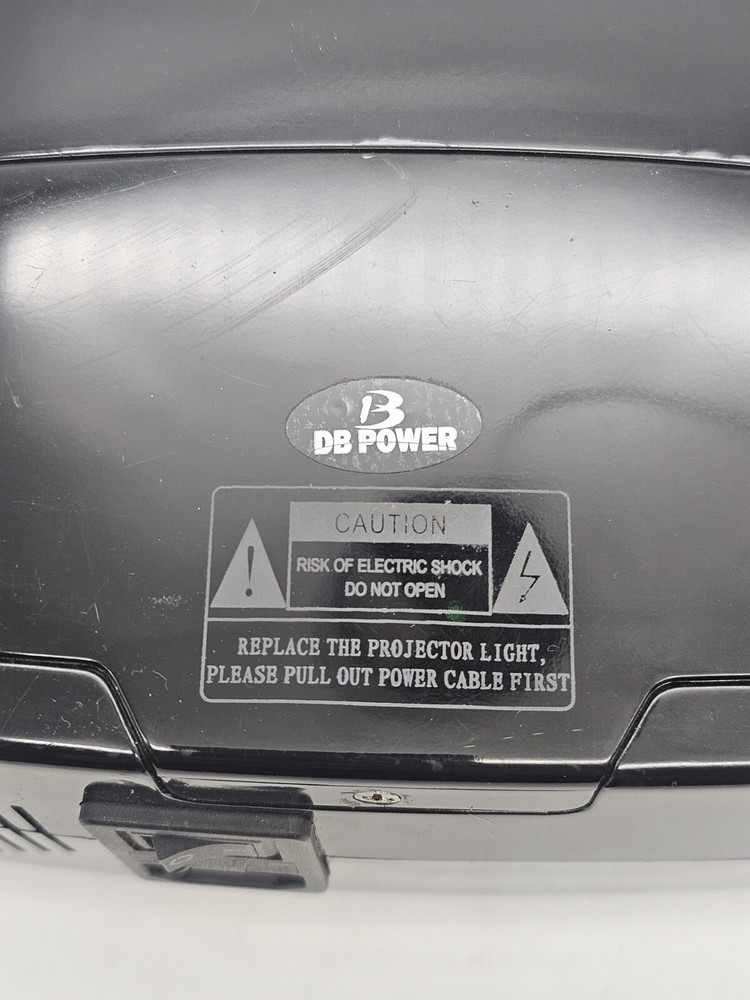 DB POWER
CAUTION
RISK OF ELECTRIC SHOCK
DO NOT OPEN
REPLACE THE PROJECTOR LIGHT,
PLEASE PULL OUT POWER CABLE FIRST